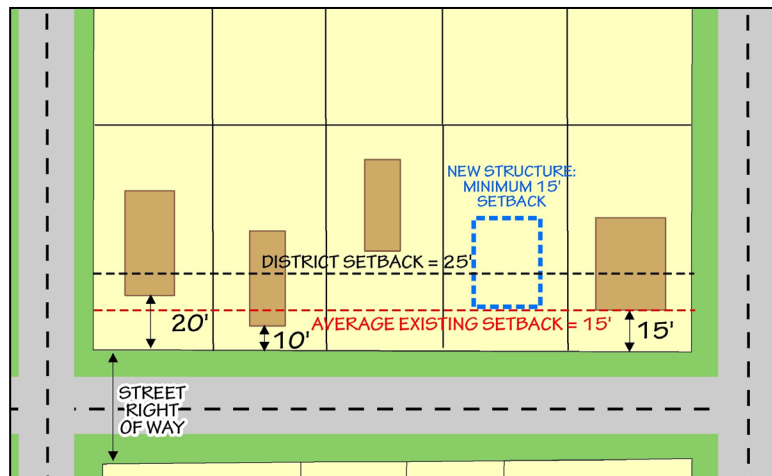 NEW STRUCTURE:
MINIMUM 15'
SETBACK
DISTRICT SETBACK = 25'
20'
10'
AVERAGE EXISTING SETBACK = 15'
15'
STREET
RIGHT
OF WAY